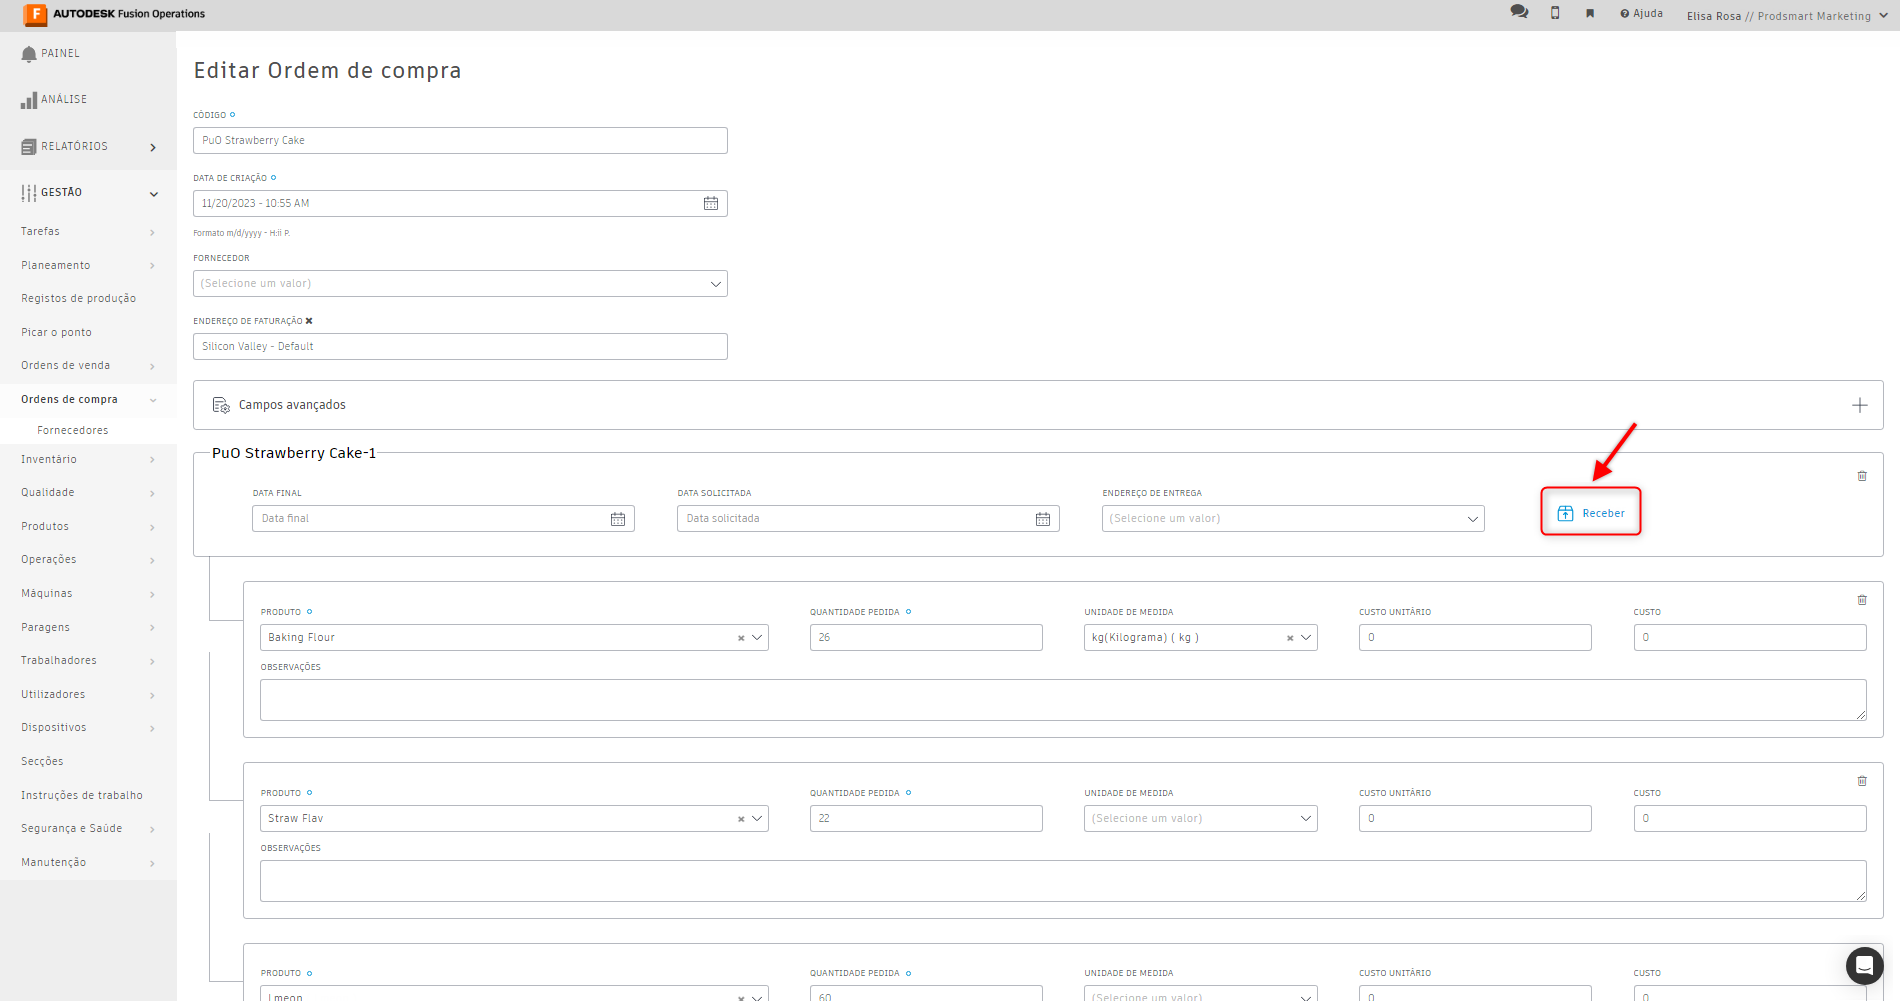 AUTODESK Fusion Operations
Ajuda
Elisa Rosa // Prodsmart Marketing
PAINEL
ANÁLISE
RELATÓRIOS
GESTÃO
Tarefas
Planeamento
Registos de produção
Picar o ponto
Ordens de venda
Ordens de compra
Fornecedores
Inventário
Qualidade
Produtos
Operações
Máquinas
Paragens
Trabalhadores
Utilizadores
Dispositivos
Secções
Instruções de trabalho
Segurança e Saúde
Manutenção
Editar Ordem de compra
CÓDIGO
PuO Strawberry Cake
DATA DE CRIAÇÃO
11/20/2023 - 10:55 AM
Formato m/d/yyyy - H:ii P.
FORNECEDOR
(Selecione um valor)
ENDEREÇO DE FATURAÇÃO
Silicon Valley - Default
Campos avançados
PuO Strawberry Cake-1
DATA FINAL DATA SOLICITADA ENDEREÇO DE ENTREGA
Data final Data solicitada (Selecione um valor) Receber
PRODUTO QUANTIDADE PEDIDA UNIDADE DE MEDIDA CUSTO UNITÁRIO CUSTO
Baking Flour 26 kg(Kilograma) ( kg ) 0 0
OBSERVAÇÕES
PRODUTO QUANTIDADE PEDIDA UNIDADE DE MEDIDA CUSTO UNITÁRIO CUSTO
Straw Flav 22 (Selecione um valor) 0 0
OBSERVAÇÕES
PRODUTO QUANTIDADE PEDIDA UNIDADE DE MEDIDA CUSTO UNITÁRIO CUSTO
Lmeon 60 (Selecione um valor) 0 0